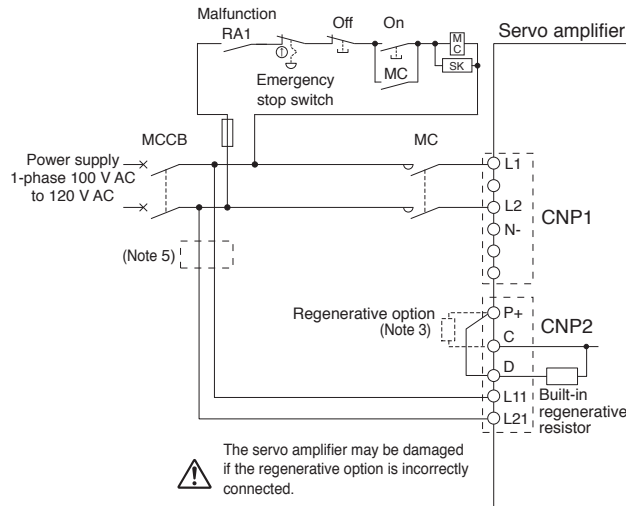 Malfunction
RA1
Off
On
Servo amplifier
M
C
SK
MC
Emergency
stop switch
MCCB
MC
Power supply
1-phase 100 V AC
to 120 V AC
L1
L2
N-
CNP1
(Note 5)
Regenerative option
(Note 3)
P+
C
D
L11
L21
CNP2
Built-in
regenerative
resistor
The servo amplifier may be damaged
if the regenerative option is incorrectly
connected.